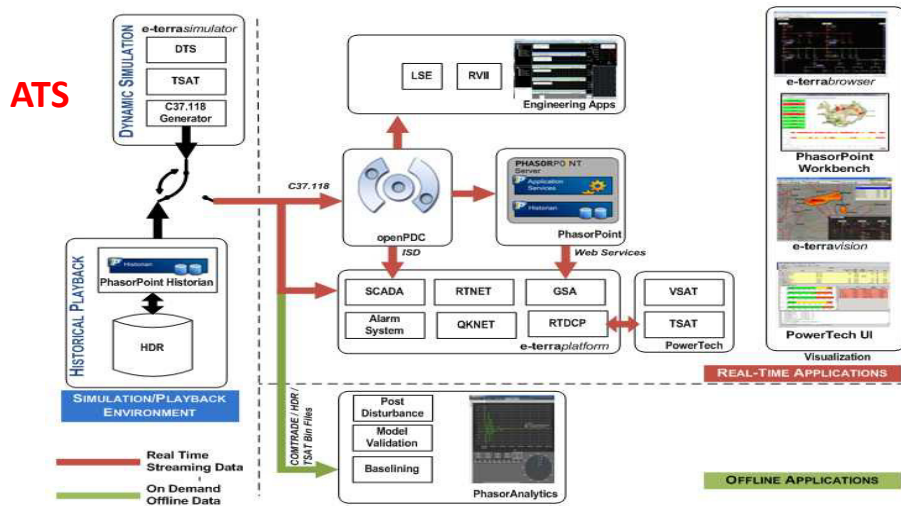 ATS
DYNAMIC SIMULATION
e-terrasimulator
DTS
TSAT
C37.118
Generator
HISTORICAL PLAYBACK
Historian
PhasorPoint Historian
HDR
SIMULATION/PLAYBACK
ENVIRONMENT
Real Time
Streaming Data
On Demand
Offline Data
LSE
RVII
Engineering Apps
C37.118
openPDC
PHASORPOINT
Server
Application
Services
Historian
PhasorPoint
ISD
Web Services
SCADA
RTNET
GSA
Alarm
System
QKNET
RTDCP
e-terraplatform
VSAT
TSAT
PowerTech
COMTRADE / HDR /
TSAT Bin Files
Post
Disturbance
Model
Validation
Baselining
PhasorAnalytics
e-terrabrowser
PhasorPoint
Workbench
e-terravision
PowerTech UI
Visualization
REAL-TIME APPLICATIONS
OFFLINE APPLICATIONS